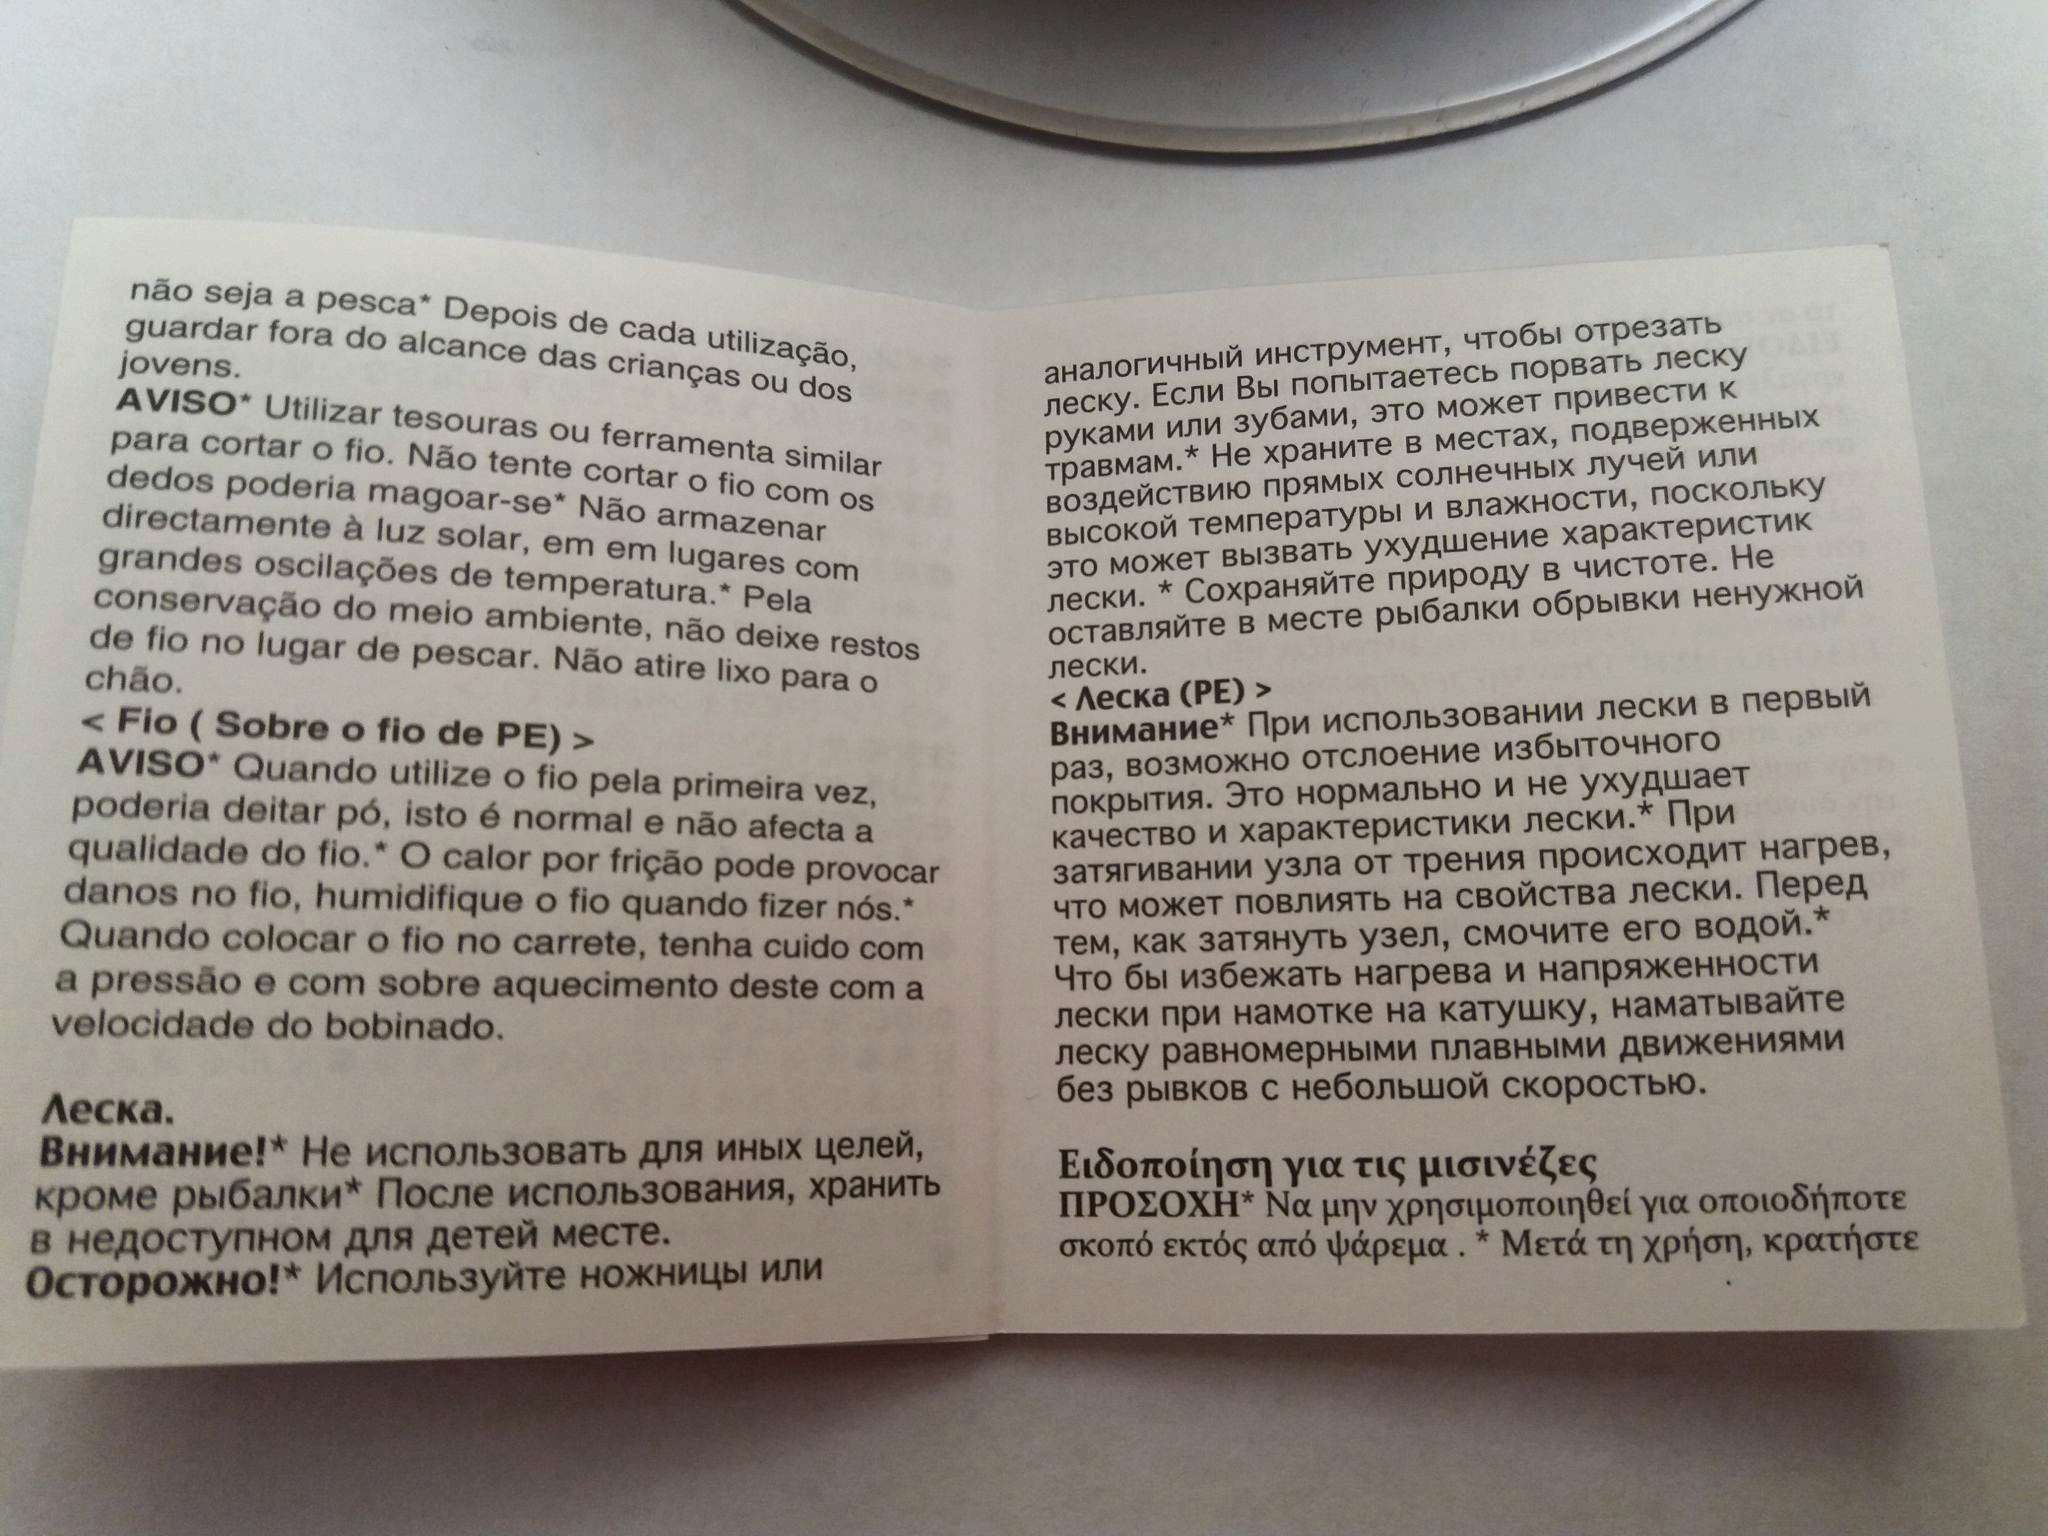 não seja a pesca* Depois de cada utilização,
guardar fora do alcance das crianças ou dos
jovens.
AVISO* Utilizar tesouras ou ferramenta similar
para cortar o fio. Não tente cortar o fio com os
dedos poderia magoar-se* Não armazenar
directamente à luz solar, em em lugares com
grandes oscilações de temperatura.* Pela
conservação do meio ambiente, não deixe restos
de fio no lugar de pescar. Não atire lixo para o
chão.
< Fio ( Sobre o fio de PE) >
AVISO* Quando utilize o fio pela primeira vez,
poderia deitar pó, isto é normal e não afecta a
qualidade do fio.* O calor por frição pode provocar
danos no fio, humidifique o fio quando fizer nós.*
Quando colocar o fio no carrete, tenha cuido com
a pressão e com sobre aquecimento deste com a
velocidade do bobinado.
Леска.
Внимание!* Не использовать для иных целей,
кроме рыбалки* После использования, хранить
в недоступном для детей месте.
Осторожно!* Используйте ножницы или
аналогичный инструмент, чтобы отрезать
леску. Если Вы попытаетесь порвать леску
руками или зубами, это может привести к
травмам.* Не храните в местах, подверженных
воздействию прямых солнечных лучей или
высокой температуры и влажности, поскольку
это может вызвать ухудшение характеристик
лески. * Сохраняйте природу в чистоте. Не
оставляйте в месте рыбалки обрывки ненужной
лески.
< Леска (PE) >
Внимание* При использовании лески в первый
раз, возможно отслоение избыточного
покрытия. Это нормально и не ухудшает
качество и характеристики лески.* При
затягивании узла от трения происходит нагрев,
что может повлиять на свойства лески. Перед
тем, как затянуть узел, смочите его водой.*
Что бы избежать нагрева и напряженности
лески при намотке на катушку, наматывайте
леску равномерными плавными движениями
без рывков с небольшой скоростью.
Ειδοποίηση για τις μισινέζες
ΠΡΟΣΟΧΗ* Να μην χρησιμοποιηθεί για οποιοδήποτε
σκοπό εκτός από ψάρεμα . * Μετά τη χρήση, κρατήστε